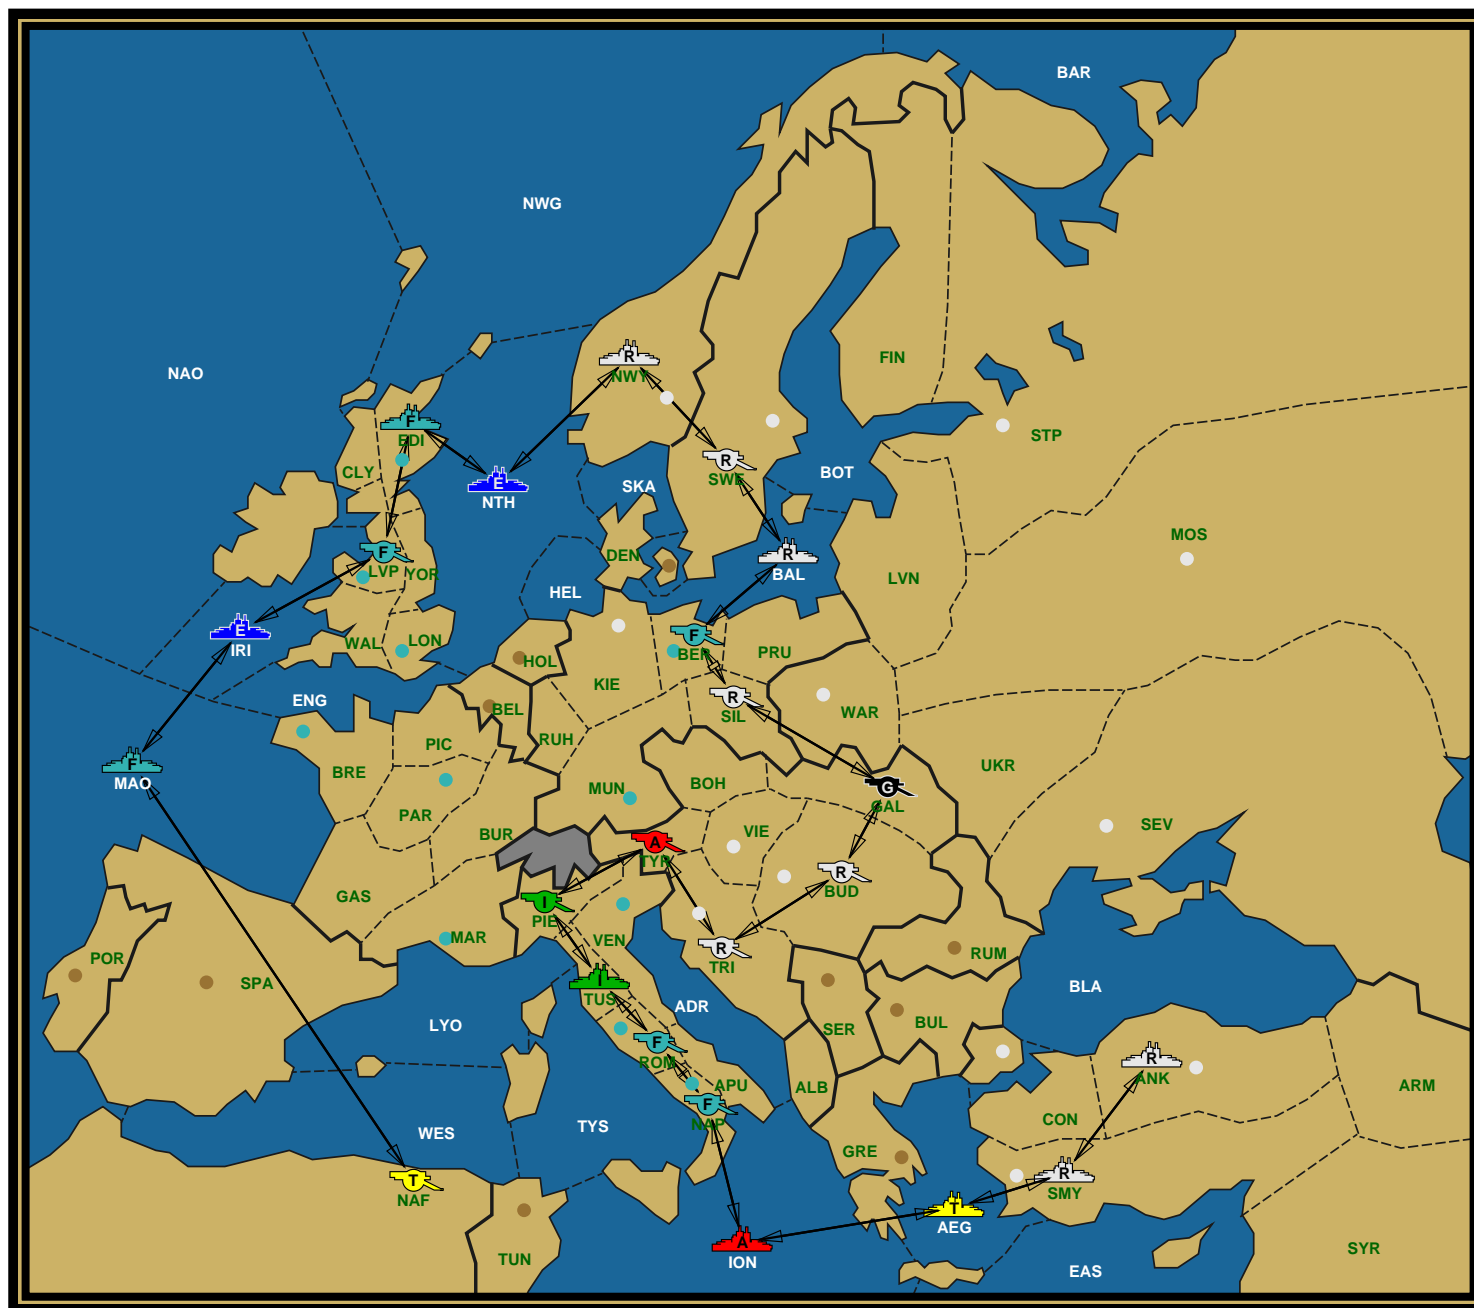 BAR
NWG
NAO
R
NWY
FIN
F
EDI
STP
CLY
R
SWE
BOT
E
NTH
SKA
MOS
F
LVP
YOR
DEN
R
BAL
LVN
HEL
E
IRI
WAL
LON
F
BER
PRU
HOL
KIE
R
SIL
WAR
ENG
BEL
PIC
RUH
UKR
F
MAO
BRE
MUN
BOH
G
GAL
PAR
BUR
VIE
SEV
A
TYR
R
BUD
GAS
I
PIE
MAR
VEN
R
TRI
RUM
POR
SPA
I
TUS
BLA
ADR
LYO
SER
BUL
F
ROM
R
ANK
APU
ALB
ARM
F
NAP
CON
WES
TYS
GRE
T
NAF
R
SMY
T
AEG
A
ION
TUN
SYR
EAS